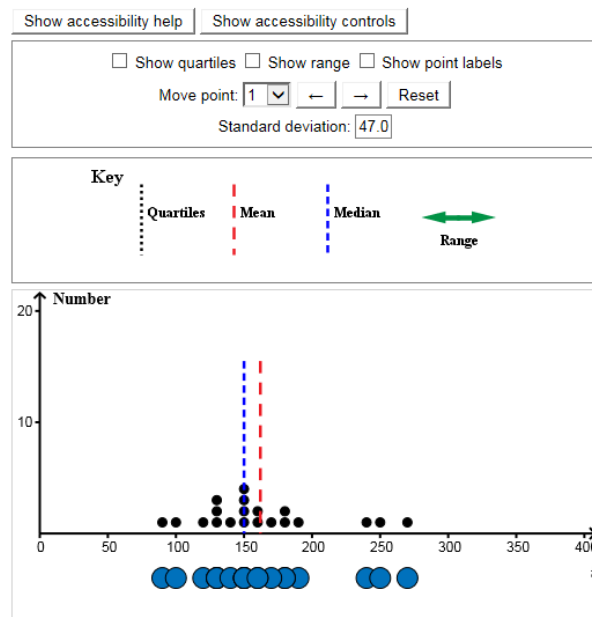 Show accessibility help Show accessibility controls
Show quartiles Show range Show point labels
Move point: 1 ← → Reset
Standard deviation: 47.0
Key
Quartiles Mean Median
Range
Number
20
10
0 50 100 150 200 250 300 350